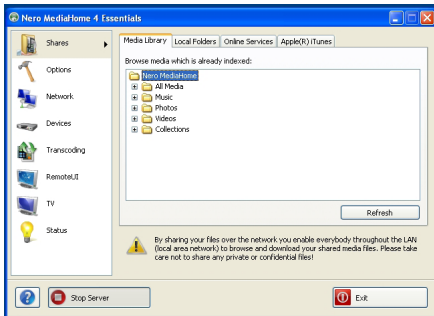 Nero MediaHome 4 Essentials
Shares
Options
Network
Devices
Transcoding
RemoteUI
TV
Status
Media Library
Local Folders
Online Services
Apple(R) iTunes
Browse media which is already indexed:
Nero MediaHome
All Media
Music
Photos
Videos
Collections
Refresh
By sharing your files over the network you enable everybody throughout the LAN
(local area network) to browse and download your shared media files. Please take
care not to share any private or confidential files!
Stop Server
Exit